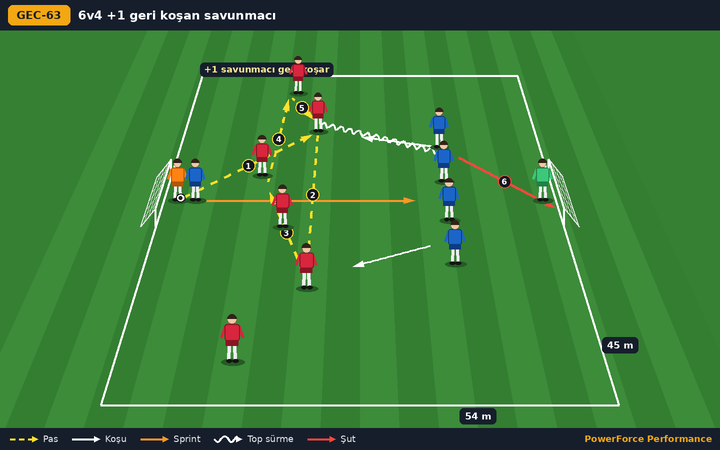 GEC-63 6v4 +1 geri koşan savunmacı
+1 savunmacı geri koşar
5
4
1
6
2
3
45 m
54 m
Pas Koşu Sprint Top sürme Şut PowerForce Performance